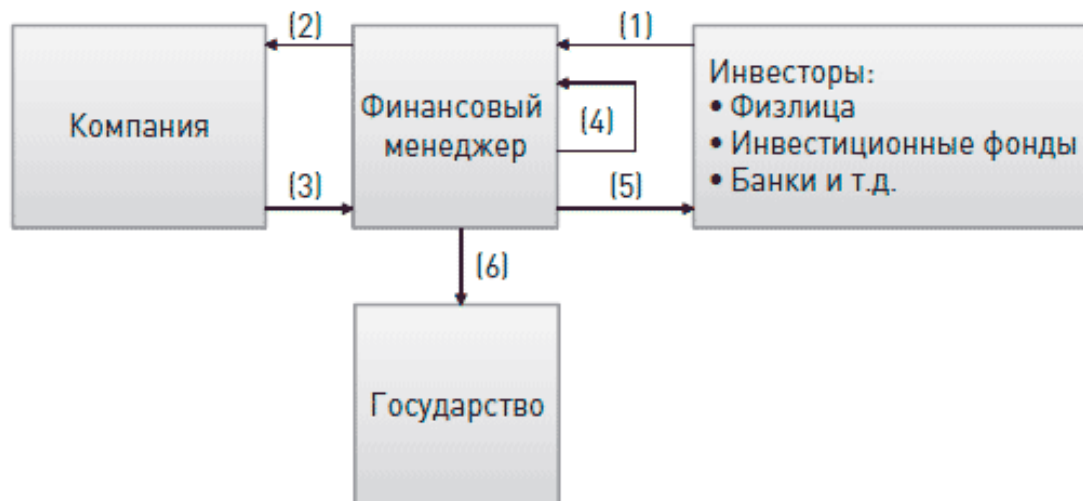 (2)
(1)
Компания
Финансовый
менеджер
(4)
Инвесторы:
• Физлица
• Инвестиционные фонды
• Банки и т.д.
(3)
(5)
(6)
Государство